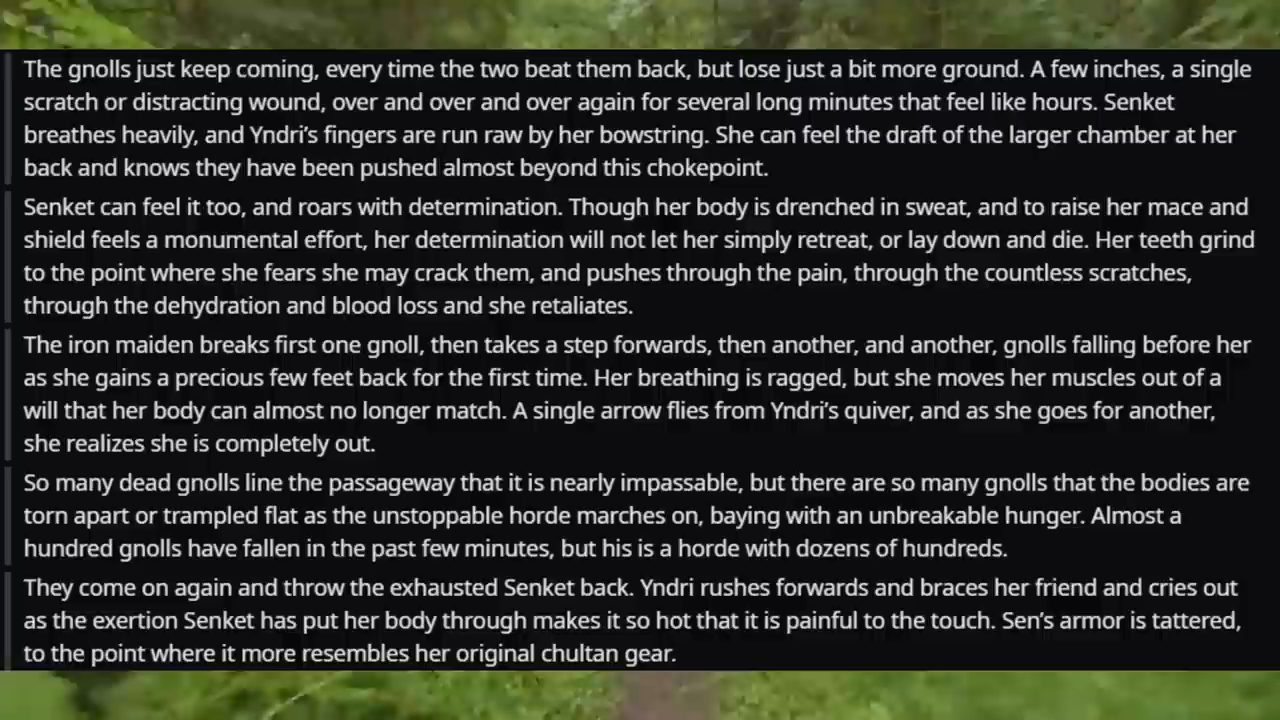 The gnolls just keep coming, every time the two beat them back, but lose just a bit more ground. A few inches, a single
scratch or distracting wound, over and over and over again for several long minutes that feel like hours. Senket
breathes heavily, and Yndri’s fingers are run raw by her bowstring. She can feel the draft of the larger chamber at her
back and knows they have been pushed almost beyond this chokepoint.
Senket can feel it too, and roars with determination. Though her body is drenched in sweat, and to raise her mace and
shield feels a monumental effort, her determination will not let her simply retreat, or lay down and die. Her teeth grind
to the point where she fears she may crack them, and pushes through the pain, through the countless scratches,
through the dehydration and blood loss and she retaliates.
The iron maiden breaks first one gnoll, then takes a step forwards, then another, and another, gnolls falling before her
as she gains a precious few feet back for the first time. Her breathing is ragged, but she moves her muscles out of a
will that her body can almost no longer match. A single arrow flies from Yndri’s quiver, and as she goes for another,
she realizes she is completely out.
So many dead gnolls line the passageway that it is nearly impassable, but there are so many gnolls that the bodies are
torn apart or trampled flat as the unstoppable horde marches on, baying with an unbreakable hunger. Almost a
hundred gnolls have fallen in the past few minutes, but his is a horde with dozens of hundreds.
They come on again and throw the exhausted Senket back. Yndri rushes forwards and braces her friend and cries out
as the exertion Senket has put her body through makes it so hot that it is painful to the touch. Sen’s armor is tattered,
to the point where it more resembles her original chultan gear.